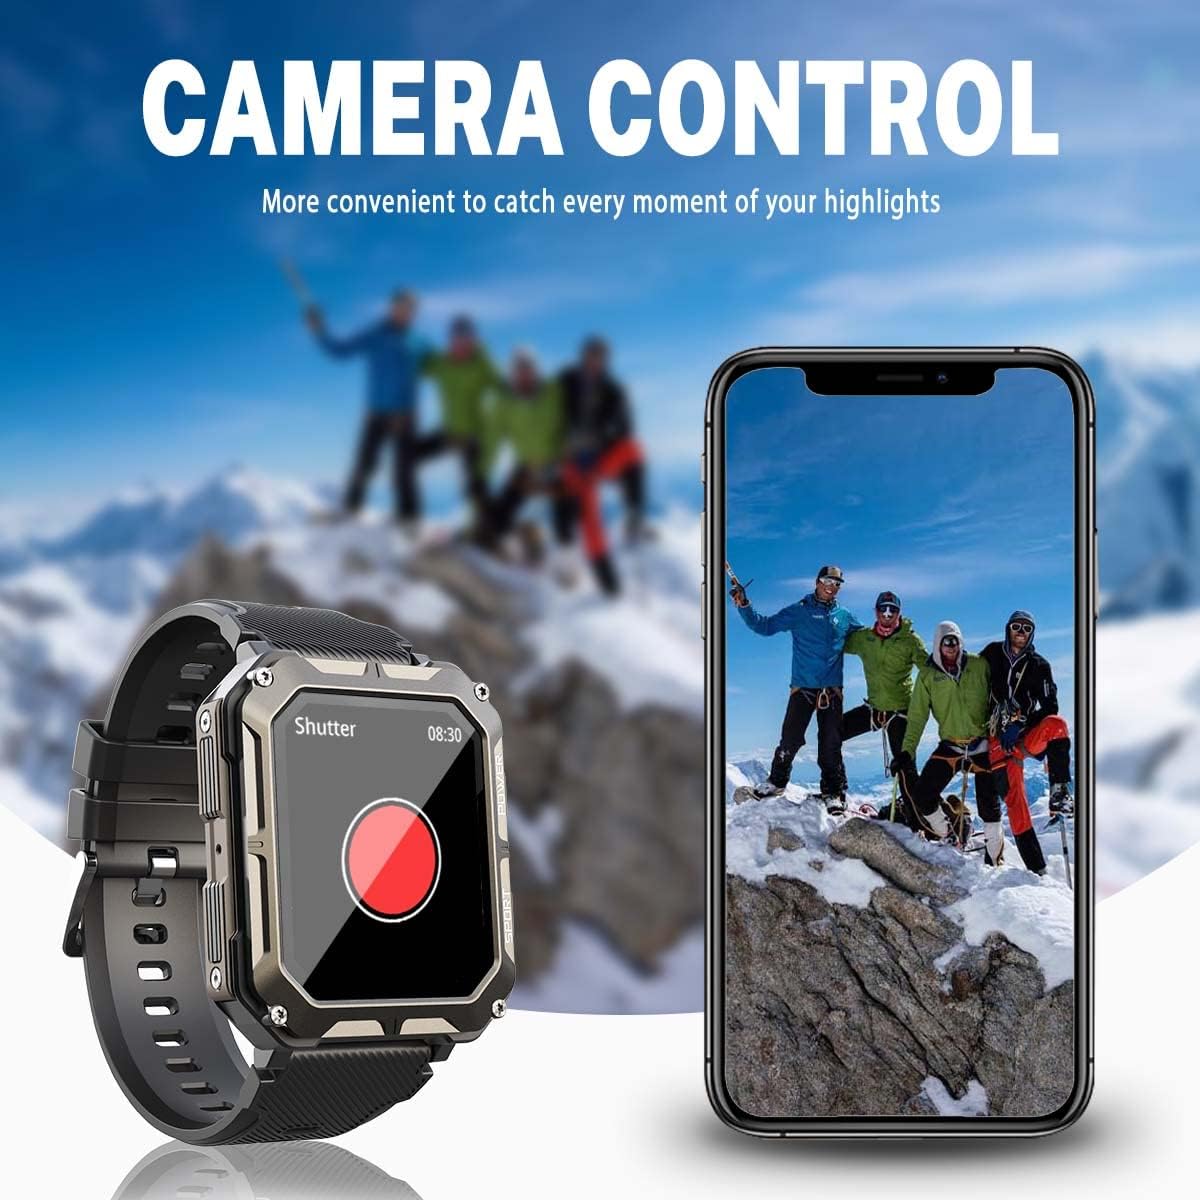 CAMERA CONTROL
More convenient to catch every moment of your highlights
Shutter
08:30
POWER
SPORT